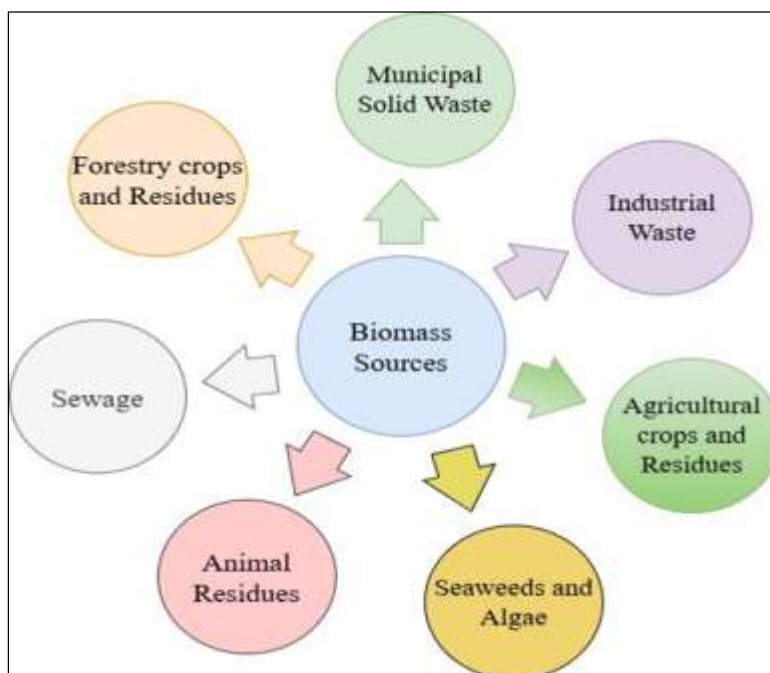 Municipal
Solid Waste
Forestry crops
and Residues
Industrial
Waste
Biomass
Sources
Sewage
Agricultural
crops and
Residues
Animal
Residues
Seaweeds and
Algae